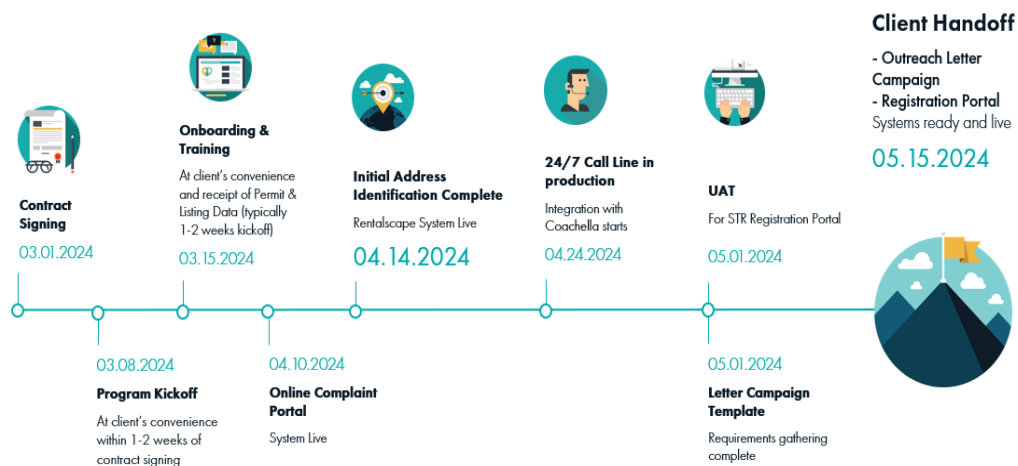 Contract
Signing
03.01.2024
03.08.2024
Program Kickoff
At client's convenience
within 1-2 weeks of
contract signing
Onboarding &
Training
At client's convenience
and receipt of Permit &
Listing Data (typically
1-2 weeks kickoff)
03.15.2024
04.10.2024
Online Complaint
Portal
System Live
Initial Address
Identification Complete
Rentalscape System Live
04.14.2024
24/7 Call Line in
production
Integration with
Coachella starts
04.24.2024
UAT
For STR Registration Portal
05.01.2024
05.01.2024
Letter Campaign
Template
Requirements gathering
complete
Client Handoff
- Outreach Letter
Campaign
- Registration Portal
Systems ready and live
05.15.2024